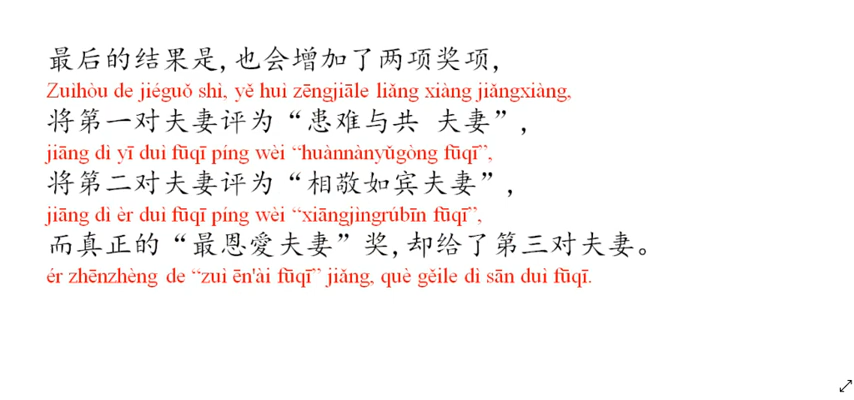 最后的结果是, 也会增加了两项奖项,
Zuìhòu de jiéguǒ shì, yě huì zēngjiāle liǎng xiàng jiǎngxiàng,
将第一对夫妻评为“患难与共 夫妻”,
jiāng dì yī duì fūqī píng wèi “huànnànyǔgòng fūqī”,
将第二对夫妻评为“相敬如宾夫妻”,
jiāng dì èr duì fūqī píng wèi “xiāngjìngrúbīn fūqī”,
而真正的“最恩愛夫妻”奖, 却给了第三对夫妻。
ér zhēnzhèng de “zuì ēn'ài fūqī” jiǎng, què gěile dì sān duì fūqī.